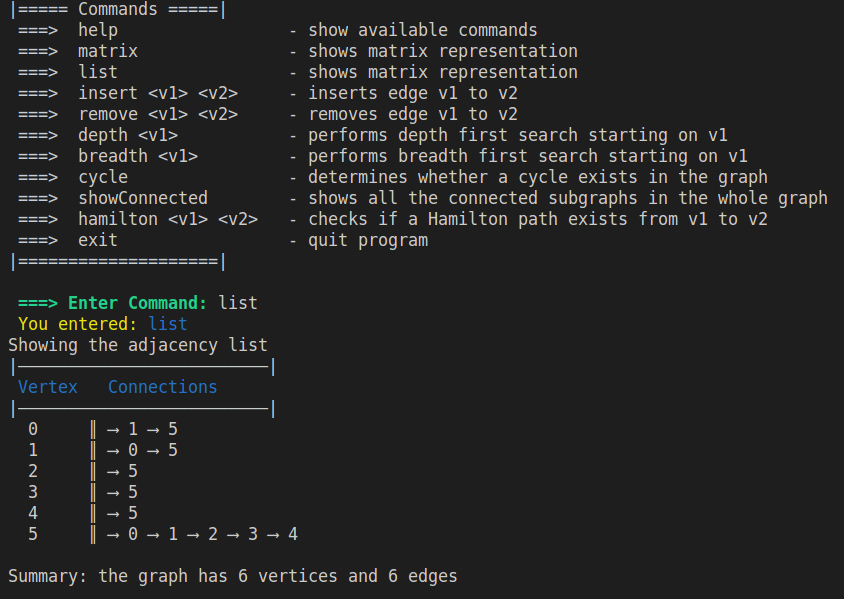 |===== Commands =====|
===> help - show available commands
===> matrix - shows matrix representation
===> list - shows matrix representation
===> insert <v1> <v2> - inserts edge v1 to v2
===> remove <v1> <v2> - removes edge v1 to v2
===> depth <v1> - performs depth first search starting on v1
===> breadth <v1> - performs breadth first search starting on v1
===> cycle - determines whether a cycle exists in the graph
===> showConnected - shows all the connected subgraphs in the whole graph
===> hamilton <v1> <v2> - checks if a Hamilton path exists from v1 to v2
===> exit - quit program
|====================|
===> Enter Command: list
You entered: list
Showing the adjacency list
|─────────────────────────|
Vertex Connections
|─────────────────────────|
0 ║ → 1 → 5
1 ║ → 0 → 5
2 ║ → 5
3 ║ → 5
4 ║ → 5
5 ║ → 0 → 1 → 2 → 3 → 4
Summary: the graph has 6 vertices and 6 edges